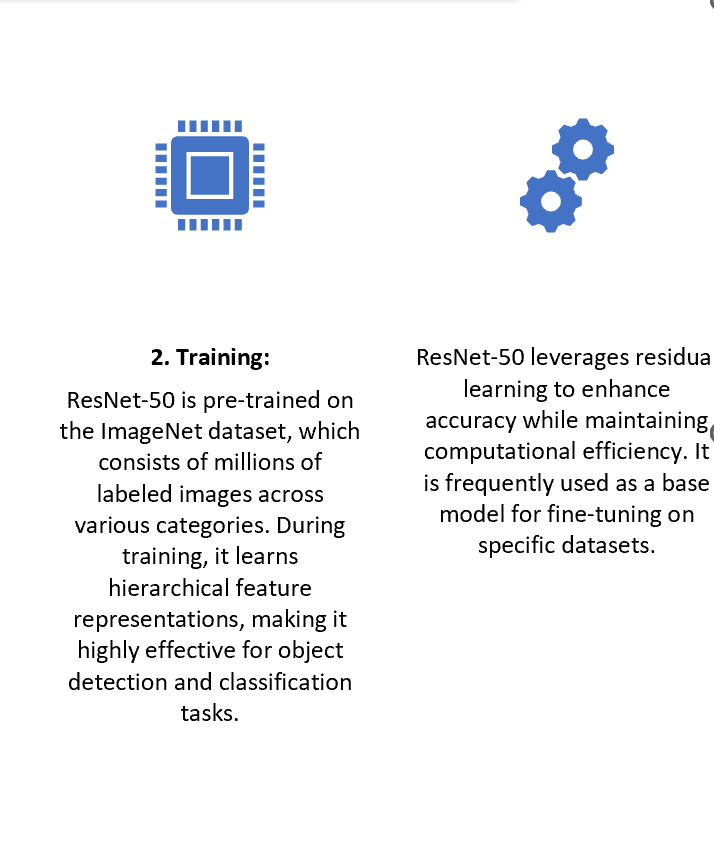 2. Training:
ResNet-50 is pre-trained on
the ImageNet dataset, which
consists of millions of
labeled images across
various categories. During
training, it learns
hierarchical feature
representations, making it
highly effective for object
detection and classification
tasks.
ResNet-50 leverages residua
learning to enhance
accuracy while maintaining
computational efficiency. It
is frequently used as a base
model for fine-tuning on
specific datasets.